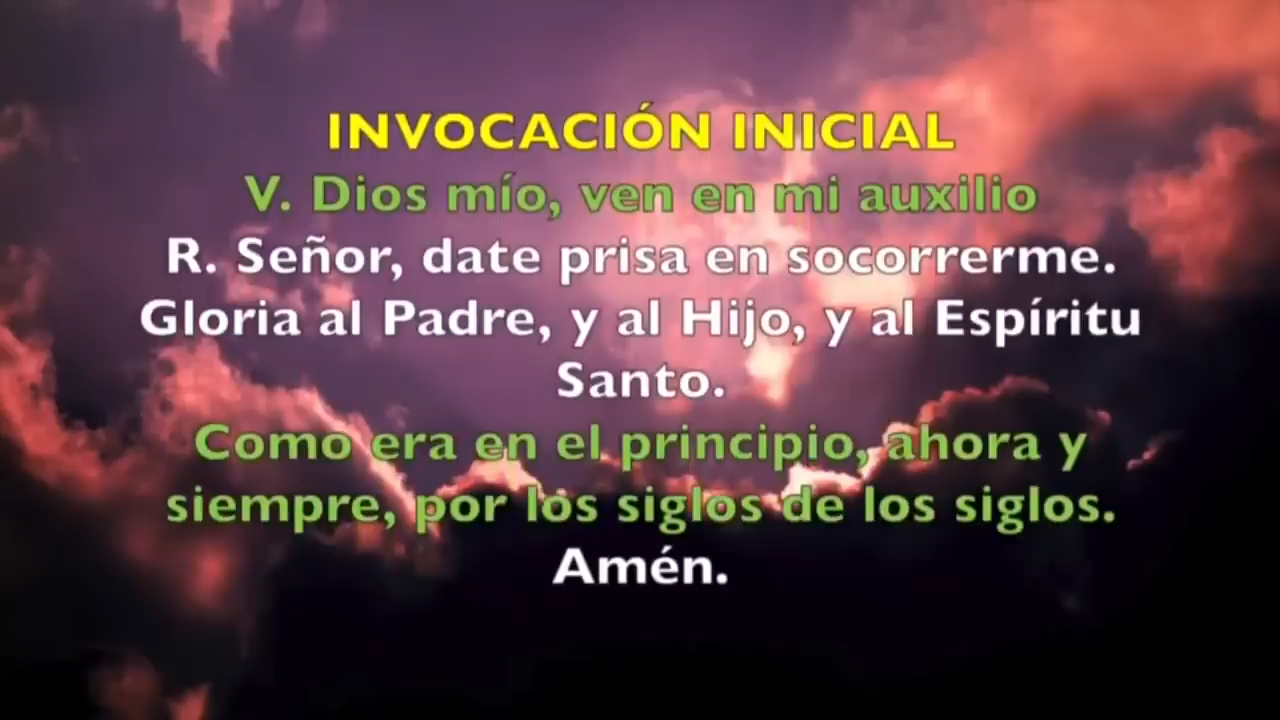 INVOCACIÓN INICIAL
V. Dios mío, ven en mi auxilio
R. Señor, date prisa en socorrerme.
Gloria al Padre, y al Hijo, y al Espíritu
Santo.
Como era en el principio, ahora y
siempre, por los siglos de los siglos.
Amén.